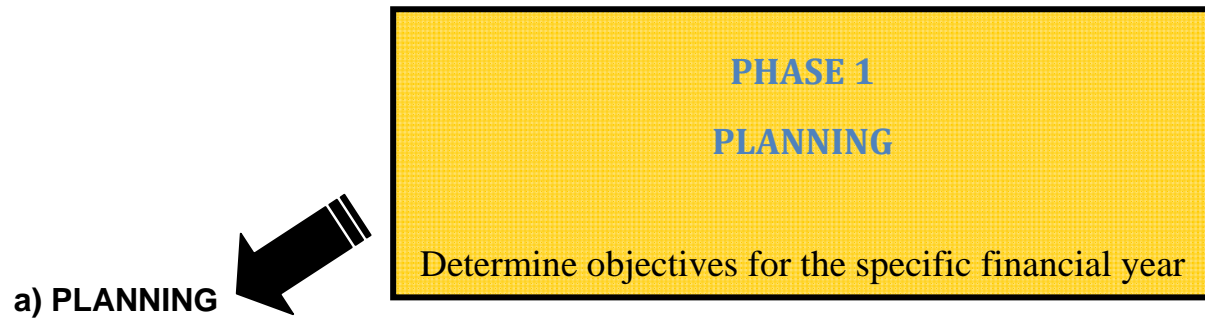 PHASE 1
PLANNING
Determine objectives for the specific financial year
a) PLANNING